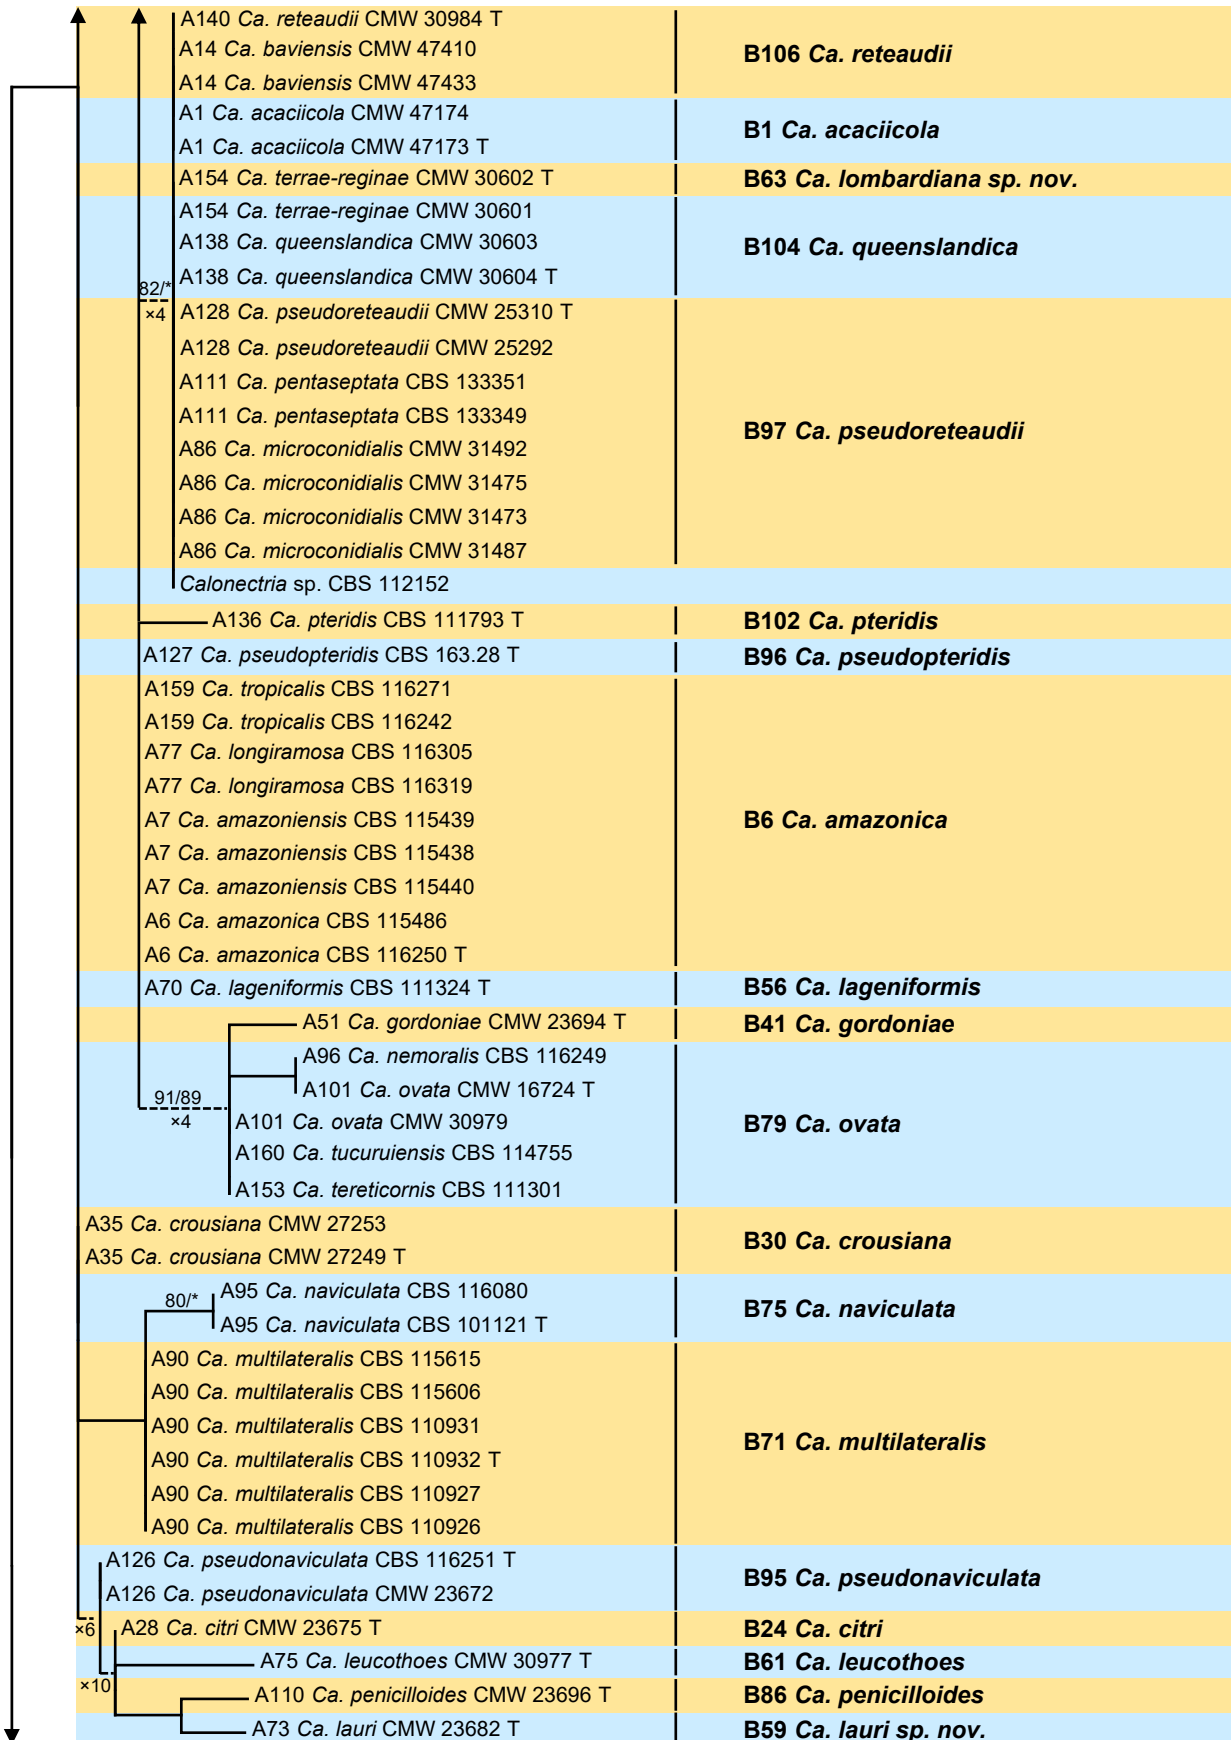 A140 Ca. reteaudii CMW 30984 T
A14 Ca. baviensis CMW 47410
B106 Ca. reteaudii
A14 Ca. baviensis CMW 47433
A1 Ca. acaciicola CMW 47174
B1 Ca. acaciicola
A1 Ca. acaciicola CMW 47173 T
A154 Ca. terrae-reginae CMW 30602 T
B63 Ca. lombardiana sp. nov.
A154 Ca. terrae-reginae CMW 30601
A138 Ca. queenslandica CMW 30603
B104 Ca. queenslandica
A138 Ca. queenslandica CMW 30604 T
82/*
×4
A128 Ca. pseudoreteaudii CMW 25310 T
A128 Ca. pseudoreteaudii CMW 25292
A111 Ca. pentaseptata CBS 133351
A111 Ca. pentaseptata CBS 133349
B97 Ca. pseudoreteaudii
A86 Ca. microconidialis CMW 31492
A86 Ca. microconidialis CMW 31475
A86 Ca. microconidialis CMW 31473
A86 Ca. microconidialis CMW 31487
Calonectria sp. CBS 112152
A136 Ca. pteridis CBS 111793 T
B102 Ca. pteridis
A127 Ca. pseudopteridis CBS 163.28 T
B96 Ca. pseudopteridis
A159 Ca. tropicalis CBS 116271
A159 Ca. tropicalis CBS 116242
A77 Ca. longiramosa CBS 116305
A77 Ca. longiramosa CBS 116319
A7 Ca. amazoniensis CBS 115439
B6 Ca. amazonica
A7 Ca. amazoniensis CBS 115438
A7 Ca. amazoniensis CBS 115440
A6 Ca. amazonica CBS 115486
A6 Ca. amazonica CBS 116250 T
A70 Ca. lageniformis CBS 111324 T
B56 Ca. lageniformis
A51 Ca. gordoniae CMW 23694 T
B41 Ca. gordoniae
A96 Ca. nemoralis CBS 116249
A101 Ca. ovata CMW 16724 T
91/89
×4
A101 Ca. ovata CMW 30979
B79 Ca. ovata
A160 Ca. tucuruiensis CBS 114755
A153 Ca. tereticornis CBS 111301
A35 Ca. crousiana CMW 27253
B30 Ca. crousiana
A35 Ca. crousiana CMW 27249 T
80/*
A95 Ca. naviculata CBS 116080
B75 Ca. naviculata
A95 Ca. naviculata CBS 101121 T
A90 Ca. multilateralis CBS 115615
A90 Ca. multilateralis CBS 115606
A90 Ca. multilateralis CBS 110931
B71 Ca. multilateralis
A90 Ca. multilateralis CBS 110932 T
A90 Ca. multilateralis CBS 110927
A90 Ca. multilateralis CBS 110926
A126 Ca. pseudonaviculata CBS 116251 T
B95 Ca. pseudonaviculata
A126 Ca. pseudonaviculata CMW 23672
×6
A28 Ca. citri CMW 23675 T
B24 Ca. citri
A75 Ca. leucothoes CMW 30977 T
B61 Ca. leucothoes
×10
A110 Ca. penicilloides CMW 23696 T
B86 Ca. penicilloides
A73 Ca. lauri CMW 23682 T
B59 Ca. lauri sp. nov.